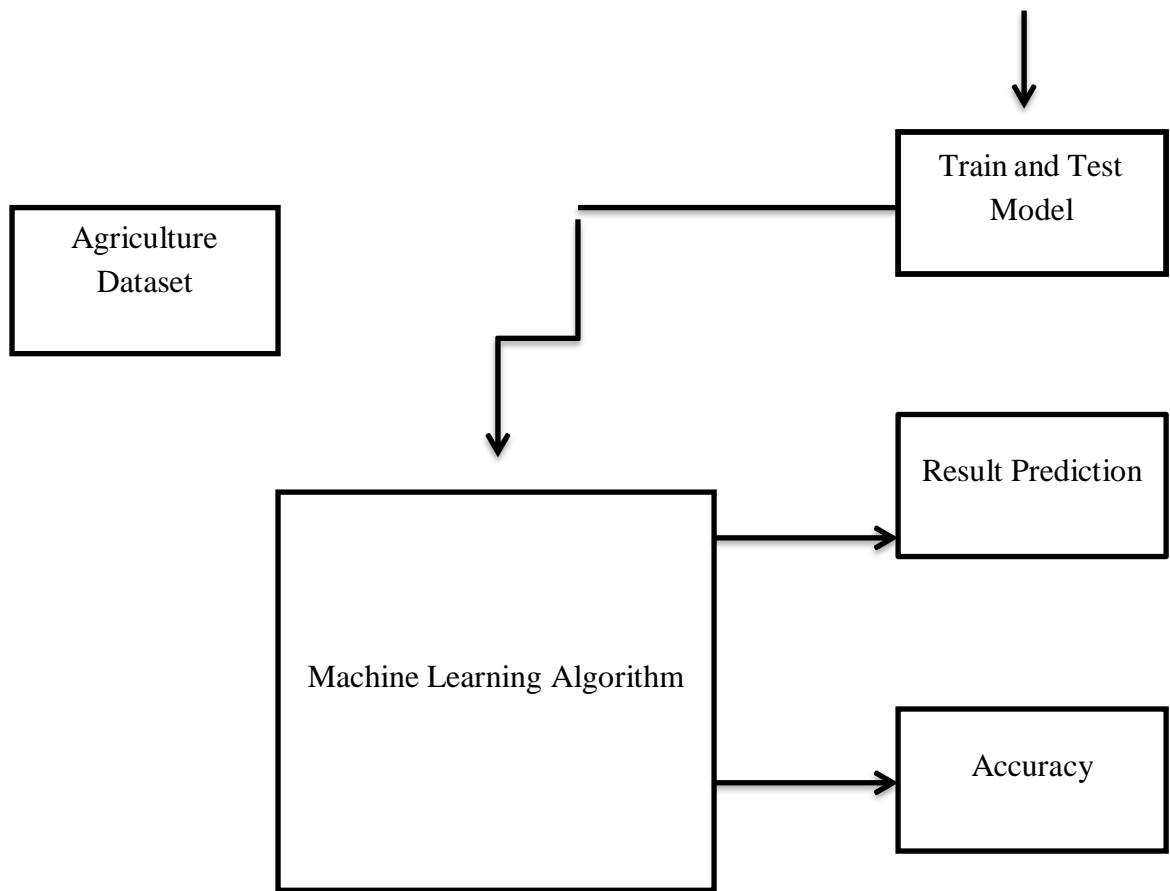 Train and Test
Model
Agriculture
Dataset
Result Prediction
Machine Learning Algorithm
Accuracy